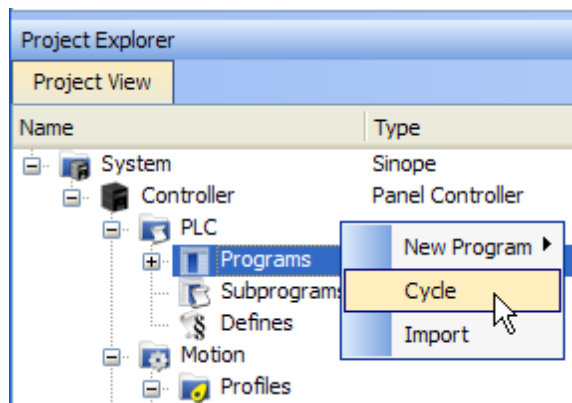 Project Explorer
Project View
Name Type
System Sinope
Controller Panel Controller
PLC
Programs
New Program
Subprograms
Cycle
Defines
Import
Motion
Profiles